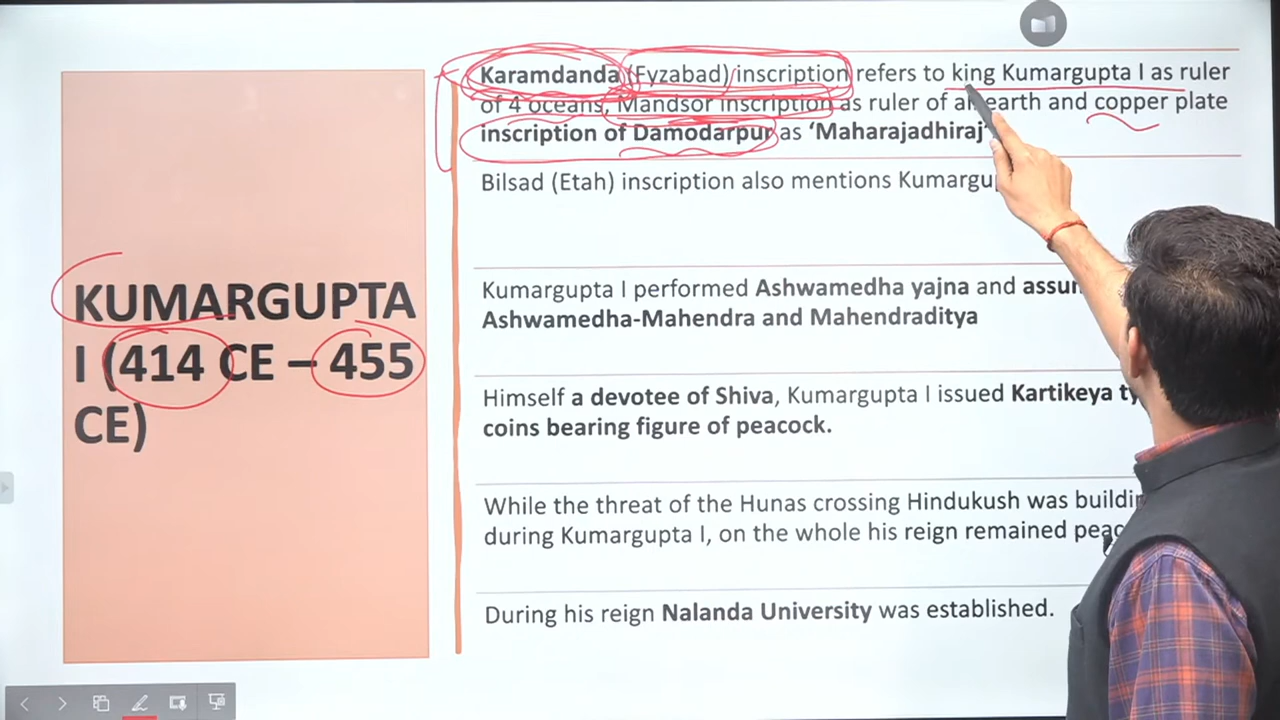 KUMARGUPTA
I (414 CE – 455
CE)
Karamdanda (Fyzabad) inscription refers to king Kumargupta I as ruler
of 4 oceans, Mandsor inscription as ruler of an earth and copper plate
inscription of Damodarpur as ‘Maharajadhiraj’
Bilsad (Etah) inscription also mentions
Kumargupta I performed Ashwamedha yajna and
Ashwamedha-Mahendra and Mahendraditya
Himself a devotee of Shiva, Kumargupta I issued Kartikeya
coins bearing figure of peacock.
While the threat of the Hunas crossing Hindukush was
during Kumargupta I, on the whole his reign remained
During his reign Nalanda University was established.